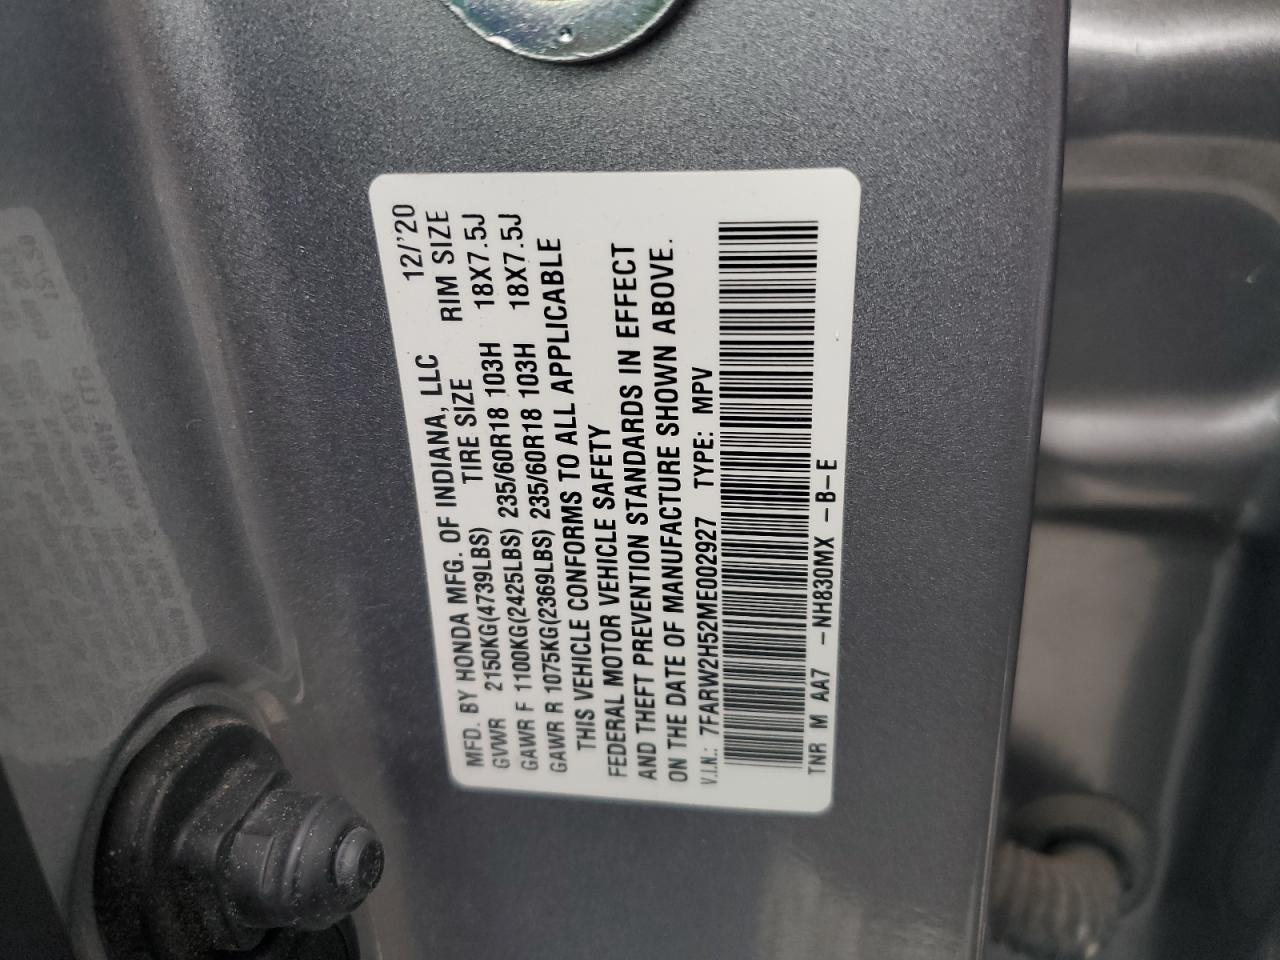 MFD. BY HONDA MFG. OF INDIANA, LLC 12/'20
GVWR 2150KG(4739LBS) TIRE SIZE RIM SIZE
GAWR F 1100KG(2425LBS) 235/60R18 103H 18X7.5J
GAWR R 1075KG(2369LBS) 235/60R18 103H 18X7.5J
THIS VEHICLE CONFORMS TO ALL APPLICABLE
FEDERAL MOTOR VEHICLE SAFETY
AND THEFT PREVENTION STANDARDS IN EFFECT
ON THE DATE OF MANUFACTURE SHOWN ABOVE.
V.I.N.: 7FARW2H52ME002927 TYPE: MPV
TNR M AA7 -NH830MX -B-E